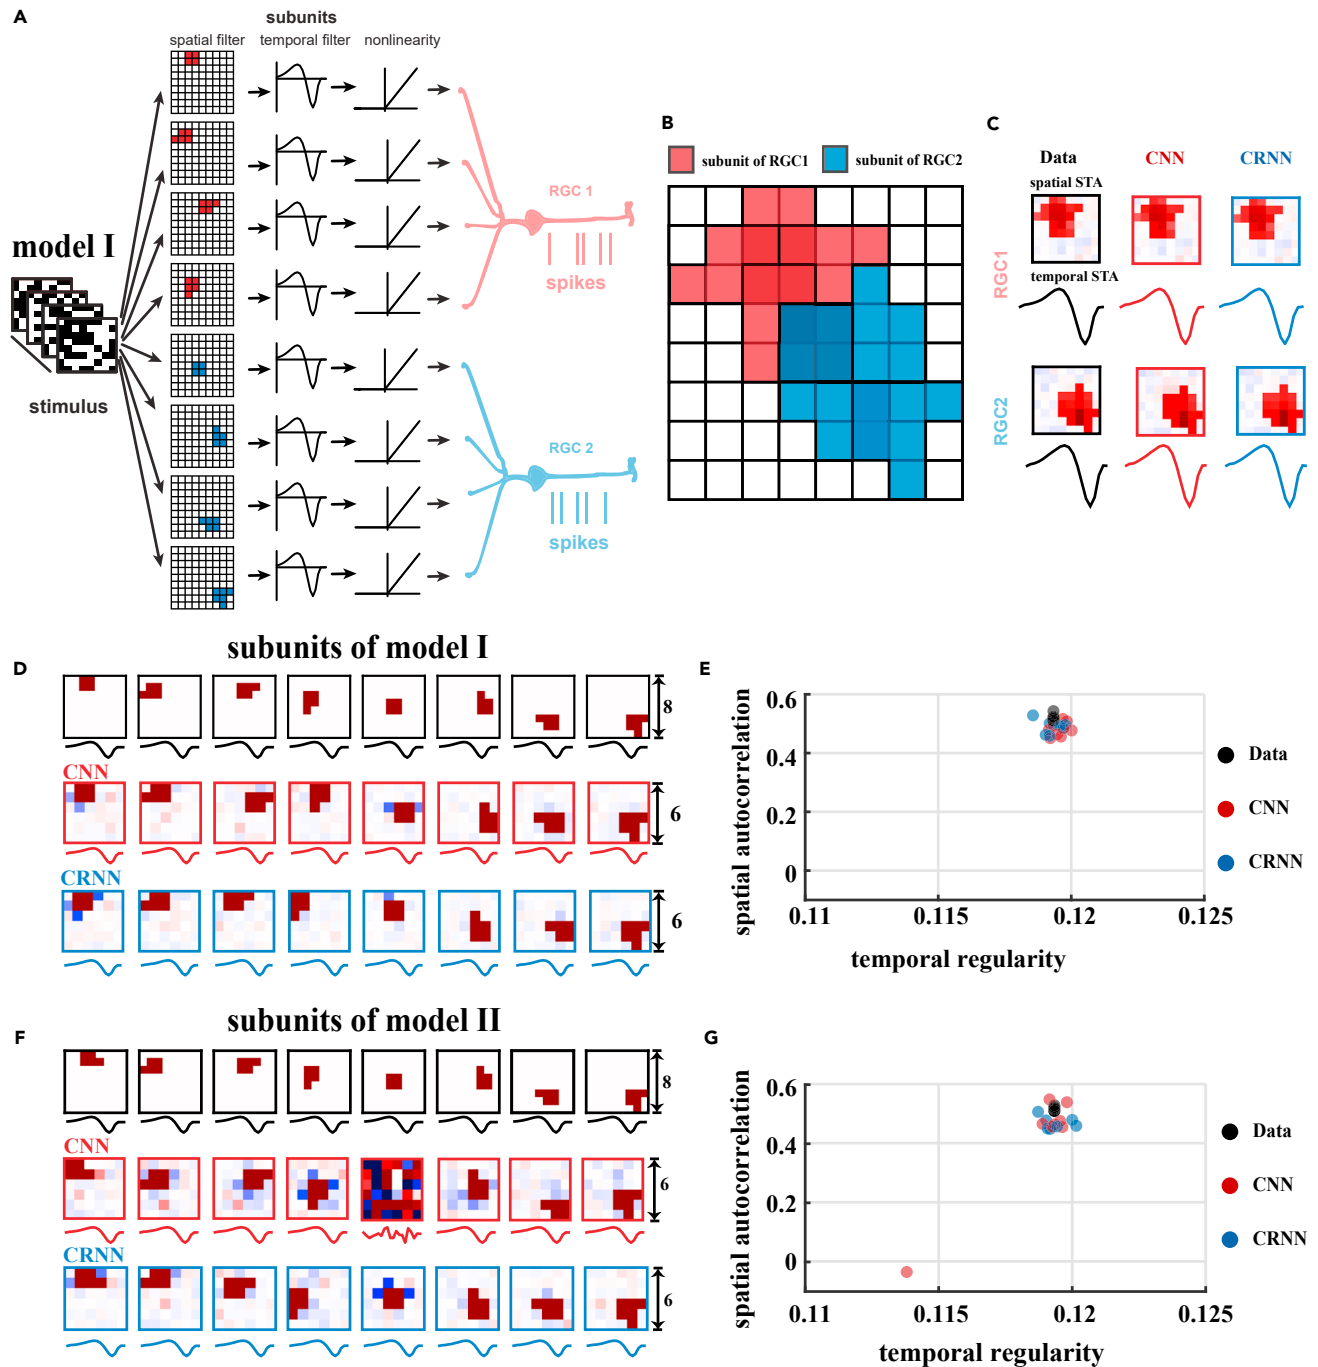 A
subunits
spatial filter temporal filter nonlinearity
model I
stimulus
RGC 1
spikes
RGC 2
spikes
B
subunit of RGC1 subunit of RGC2
C
Data CNN CRNN
spatial STA
RGC1
temporal STA
RGC2
subunits of model I
D
8
CNN
6
CRNN
6
E
spatial autocorrelation
0.6
0.4
0.2
0
0.11 0.115 0.12 0.125
temporal regularity
Data
CNN
CRNN
subunits of model II
F
8
CNN
6
CRNN
6
G
spatial autocorrelation
0.6
0.4
0.2
0
0.11 0.115 0.12 0.125
temporal regularity
Data
CNN
CRNN